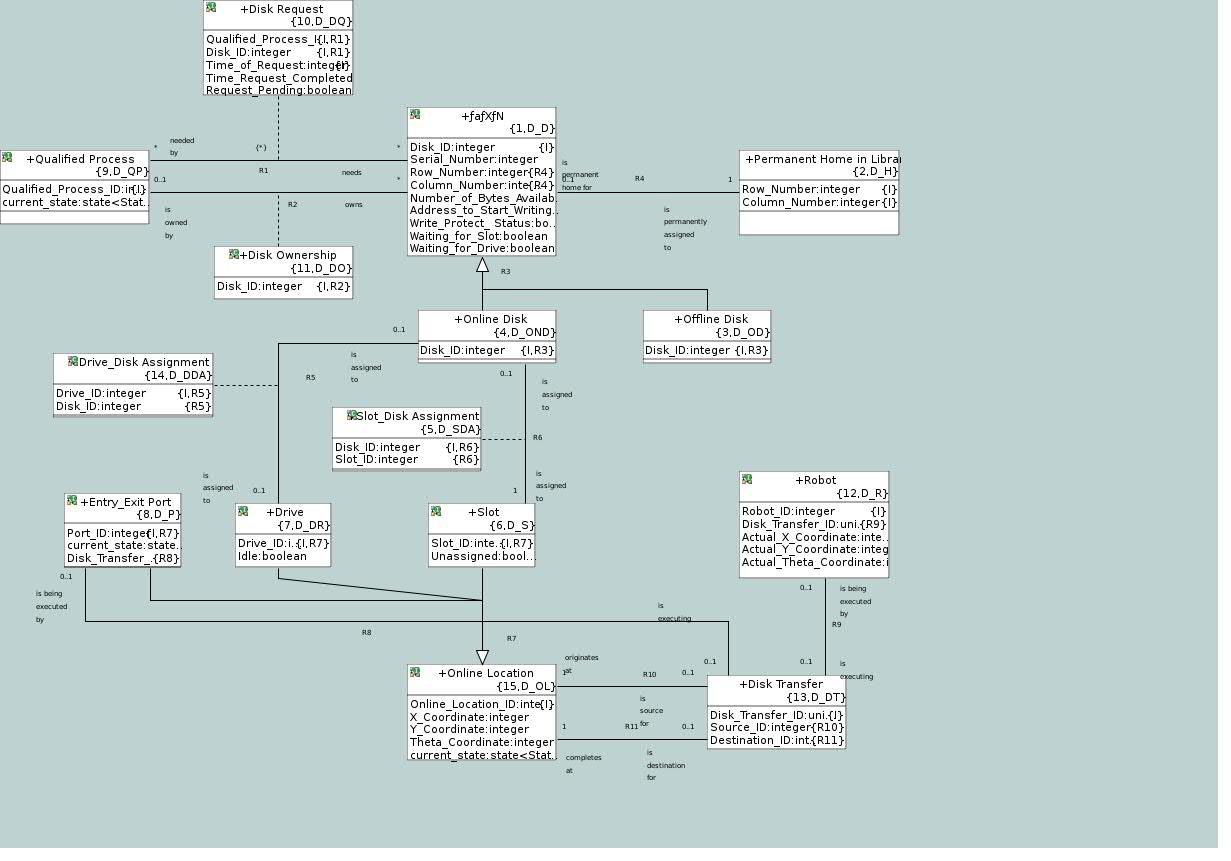 +Disk Request
{10,D_DQ}
Qualified_Process_I{I,R1}
Disk_ID:integer {I,R1}
Time_of_Request:integer{I}
Time_Request_Completed
Request_Pending:boolean
+ƒafXƒN
{1,D_D}
Disk_ID:integer {I}
Serial_Number:integer
Row_Number:integer{R4}
Column_Number:inte{R4}
Number_of_Bytes_Availab.
Address_to_Start_Writing..
Write_Protect_ Status:bo..
Waiting_for_Slot:boolean
Waiting_for_Drive:boolean
+Qualified Process
{9,D_QP}
Qualified_Process_ID:in{I}
current_state:state<Stat..
+Permanent Home in Librai
{2,D_H}
Row_Number:integer {I}
Column_Number:integer{I}
* needed
by
{*}
*
R1
needs
0..1
*
R2
owns
is
owned
by
is
permanent
home for
0..1
R4
1
is
permanently
assigned
to
+Disk Ownership
{11,D_DO}
Disk_ID:integer {I,R2}
R3
+Online Disk
{4,D_OND}
Disk_ID:integer {I,R3}
+Offline Disk
{3,D_OD}
Disk_ID:integer {I,R3}
0..1
is
assigned
to
R5
Drive_Disk Assignment
{14,D_DDA}
Drive_ID:integer {I,R5}
Disk_ID:integer {R5}
0..1
is
assigned
to
Slot_Disk Assignment
{5,D_SDA}
Disk_ID:integer {I,R6}
Slot_ID:integer {R6}
R6
is
assigned
to
0..1
1
is
assigned
to
+Entry_Exit Port
{8,D_P}
Port_ID:integer{I,R7}
current_state:state..
Disk_Transfer_..{R8}
+Drive
{7,D_DR}
Drive_ID:i..{I,R7}
Idle:boolean
+Slot
{6,D_S}
Slot_ID:inte..{I,R7}
Unassigned:bool...
+Robot
{12,D_R}
Robot_ID:integer {I}
Disk_Transfer_ID:uni..{R9}
Actual_X_Coordinate:inte..
Actual_Y_Coordinate:integ
Actual_Theta_Coordinate:i
0..1
is being
executed
by
R8
R7
is
executing
0..1
0..1
is being
executed
by
R9
0..1
is
executing
+Online Location
{15,D_OL}
Online_Location_ID:inte{I}
X_Coordinate:integer
Y_Coordinate:integer
Theta_Coordinate:integer
current_state:state<Stat..
originates
at
1
R10
0..1
is
source
for
1
R11
0..1
completes
at
is
destination
for
+Disk Transfer
{13,D_DT}
Disk_Transfer_ID:uni..{I}
Source_ID:integer{R10}
Destination_ID:int.{R11}